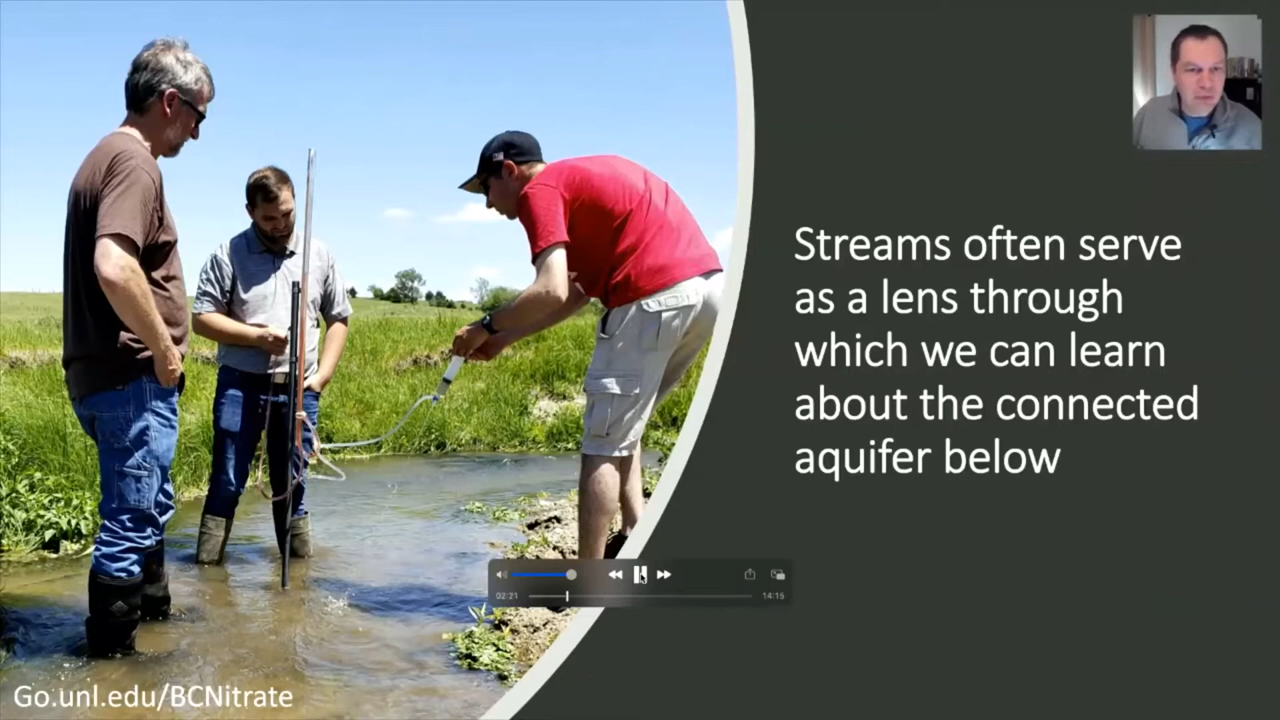 Streams often serve
as a lens through
which we can learn
about the connected
aquifer below
02:21
14:15
Go.unl.edu/BCNitrate